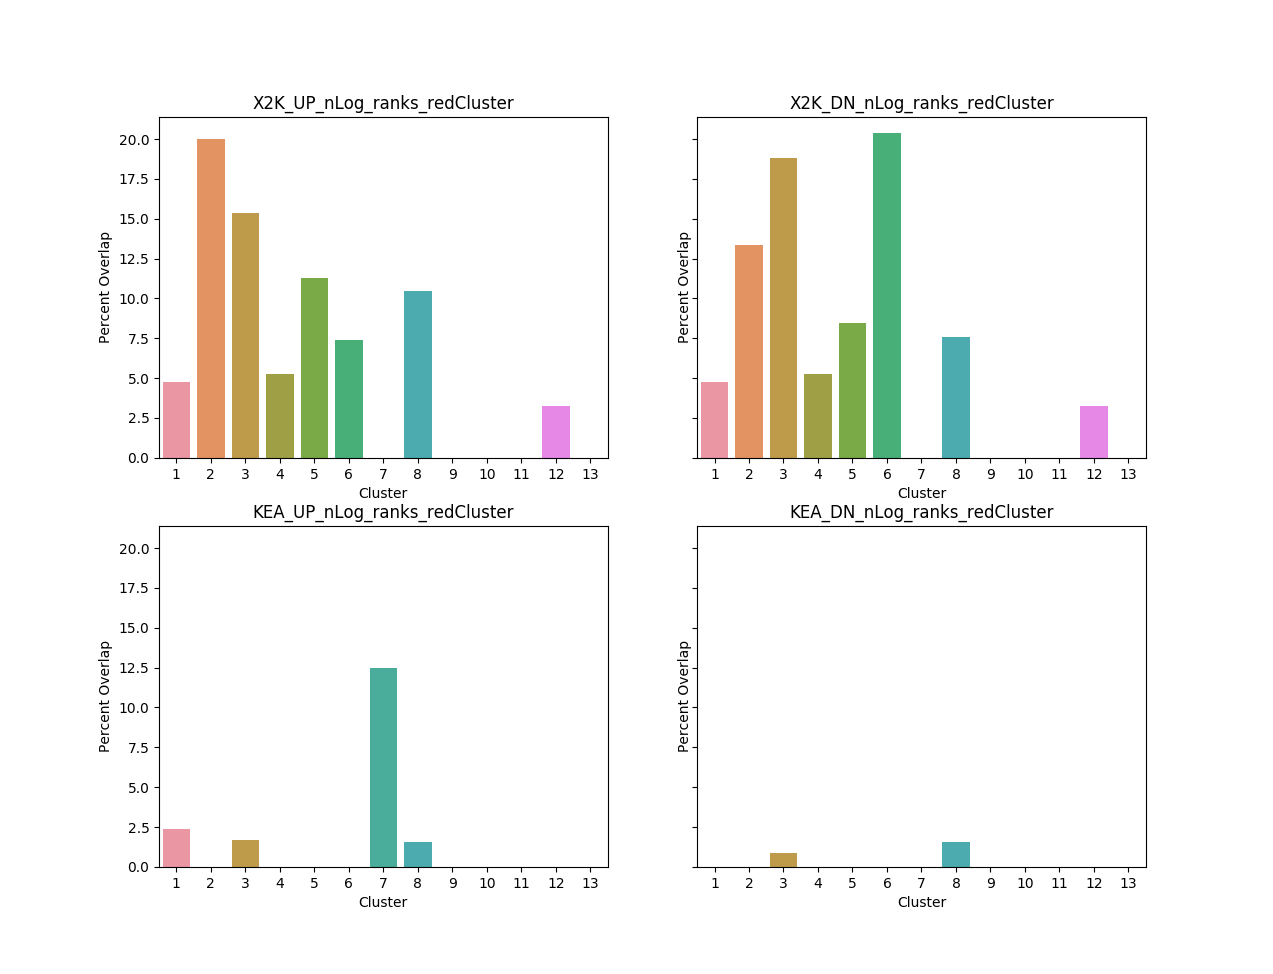 X2K_UP_nLog_ranks_redCluster
Percent Overlap
20.0
17.5
15.0
12.5
10.0
7.5
5.0
2.5
0.0
1 2 3 4 5 6 7 8 9 10 11 12 13
Cluster
X2K_DN_nLog_ranks_redCluster
Percent Overlap
1 2 3 4 5 6 7 8 9 10 11 12 13
Cluster
KEA_UP_nLog_ranks_redCluster
Percent Overlap
20.0
17.5
15.0
12.5
10.0
7.5
5.0
2.5
0.0
1 2 3 4 5 6 7 8 9 10 11 12 13
Cluster
KEA_DN_nLog_ranks_redCluster
Percent Overlap
1 2 3 4 5 6 7 8 9 10 11 12 13
Cluster